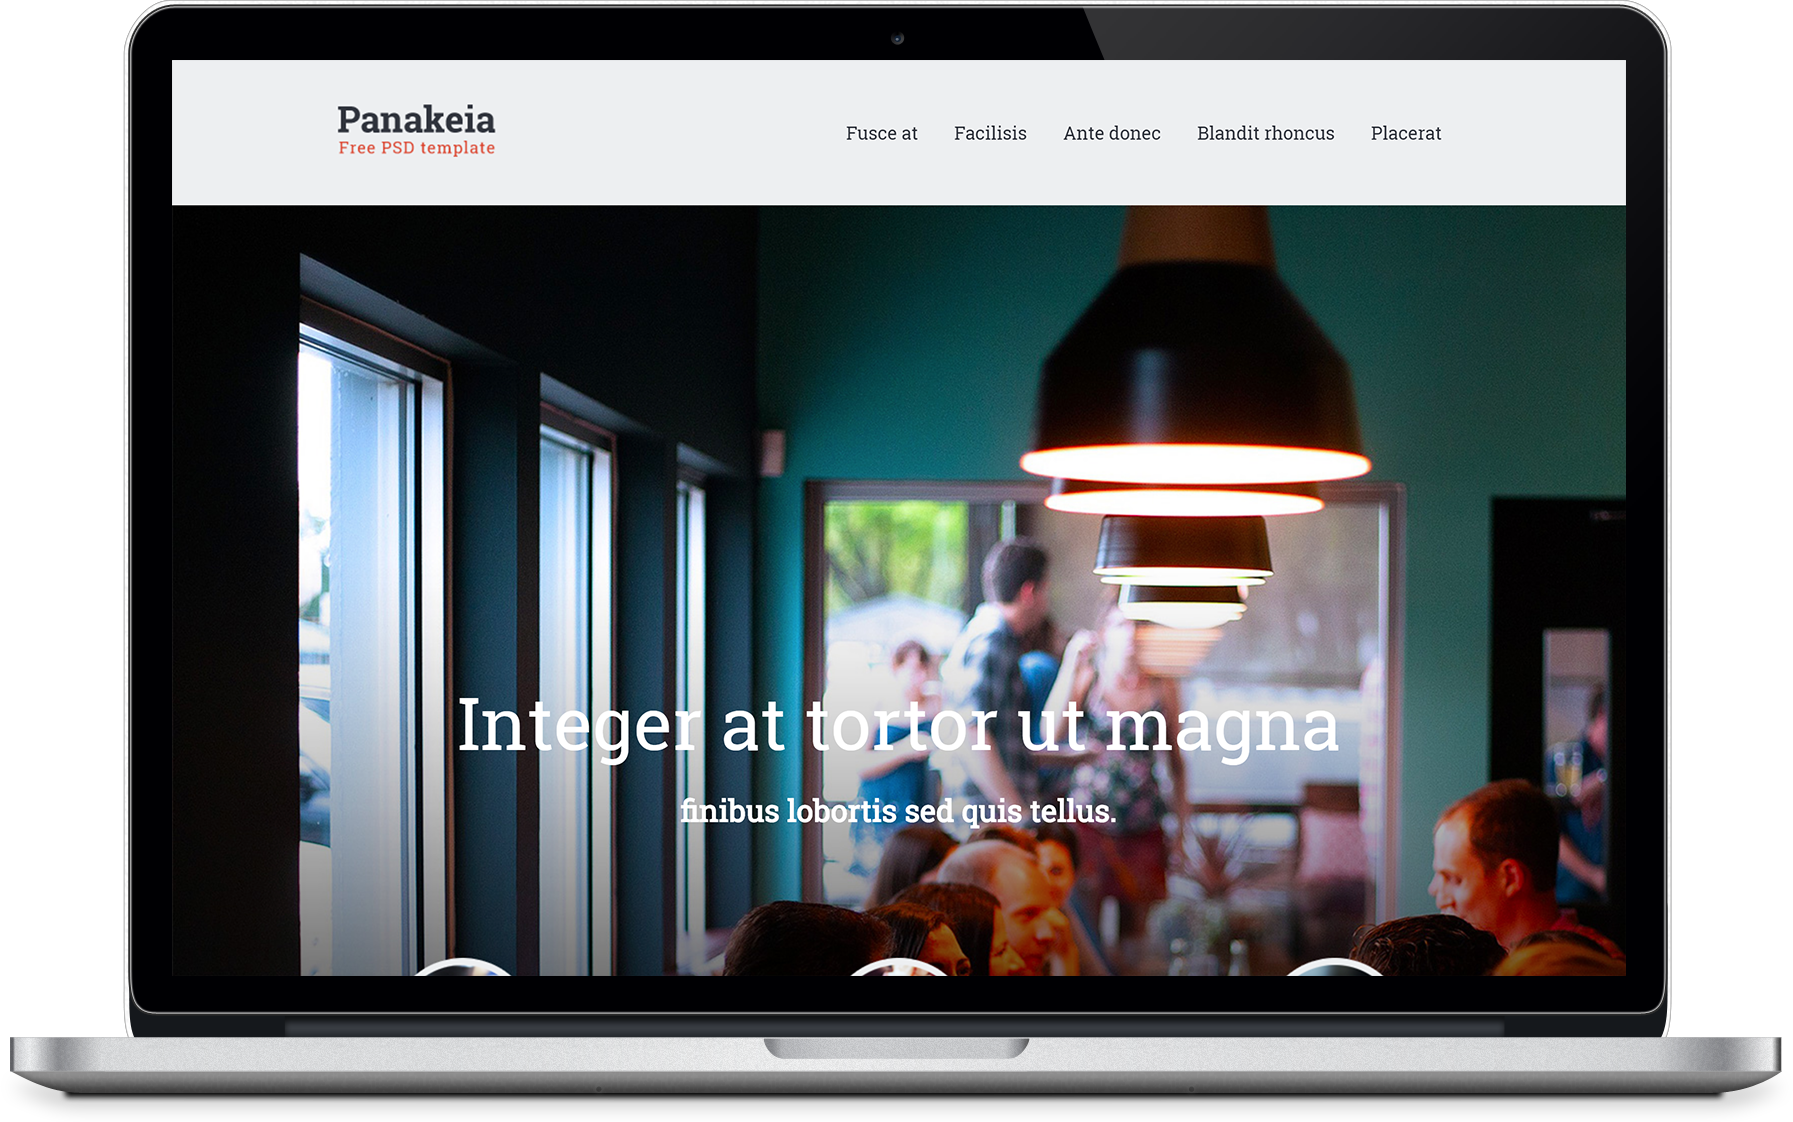 Panakeia
Free PSD template
Fusce at Facilisis Ante donec Blandit rhoncus Placerat
Integer at tortor ut magna
finibus lobortis sed quis tellus.